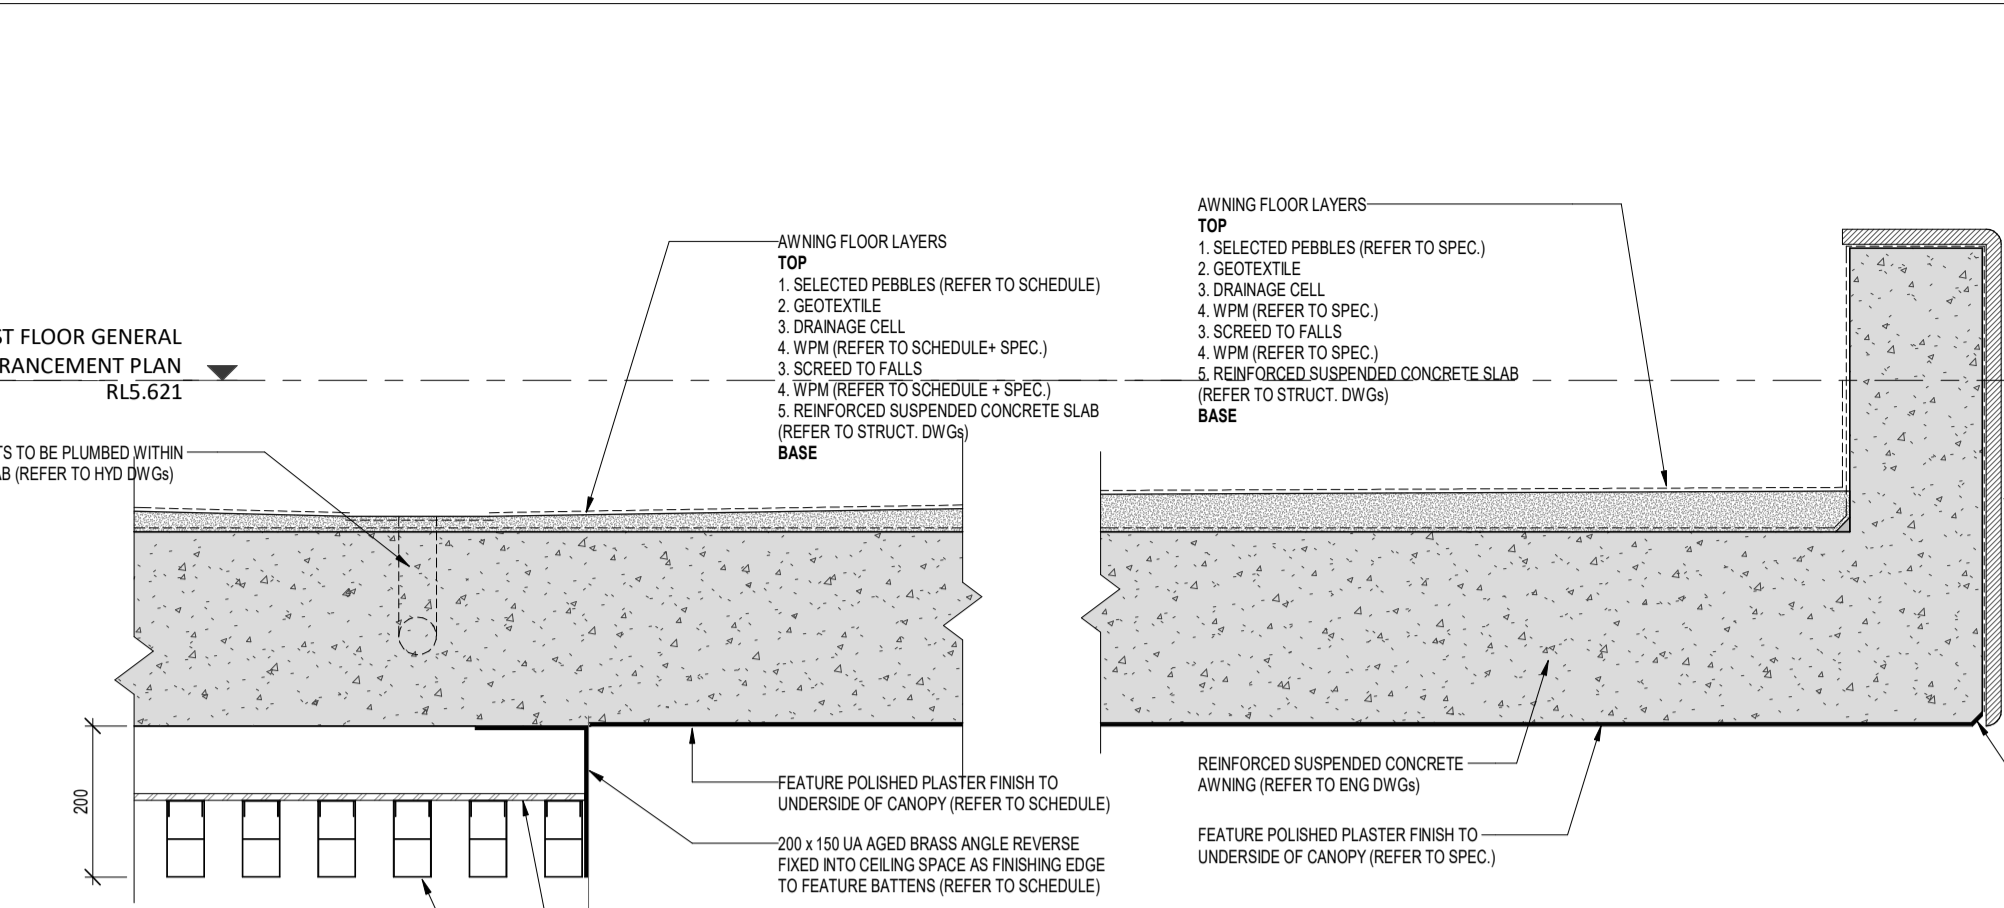 ST FLOOR GENERAL
RANCEMENT PLAN
RL5.621
TS TO BE PLUMBED WITHIN
AB (REFER TO HYD DWGs)
200
AWNING FLOOR LAYERS
TOP
1. SELECTED PEBBLES (REFER TO SCHEDULE)
2. GEOTEXTILE
3. DRAINAGE CELL
4. WPM (REFER TO SCHEDULE+ SPEC.)
3. SCREED TO FALLS
4. WPM (REFER TO SCHEDULE + SPEC.)
5. REINFORCED SUSPENDED CONCRETE SLAB
(REFER TO STRUCT. DWGs)
BASE
FEATURE POLISHED PLASTER FINISH TO
UNDERSIDE OF CANOPY (REFER TO SCHEDULE)
200 x 150 UA AGED BRASS ANGLE REVERSE
FIXED INTO CEILING SPACE AS FINISHING EDGE
TO FEATURE BATTENS (REFER TO SCHEDULE)
AWNING FLOOR LAYERS
TOP
1. SELECTED PEBBLES (REFER TO SPEC.)
2. GEOTEXTILE
3. DRAINAGE CELL
4. WPM (REFER TO SPEC.)
3. SCREED TO FALLS
4. WPM (REFER TO SPEC.)
5. REINFORCED SUSPENDED CONCRETE SLAB
(REFER TO STRUCT. DWGs)
BASE
REINFORCED SUSPENDED CONCRETE
AWNING (REFER TO ENG DWGs)
FEATURE POLISHED PLASTER FINISH TO
UNDERSIDE OF CANOPY (REFER TO SPEC.)